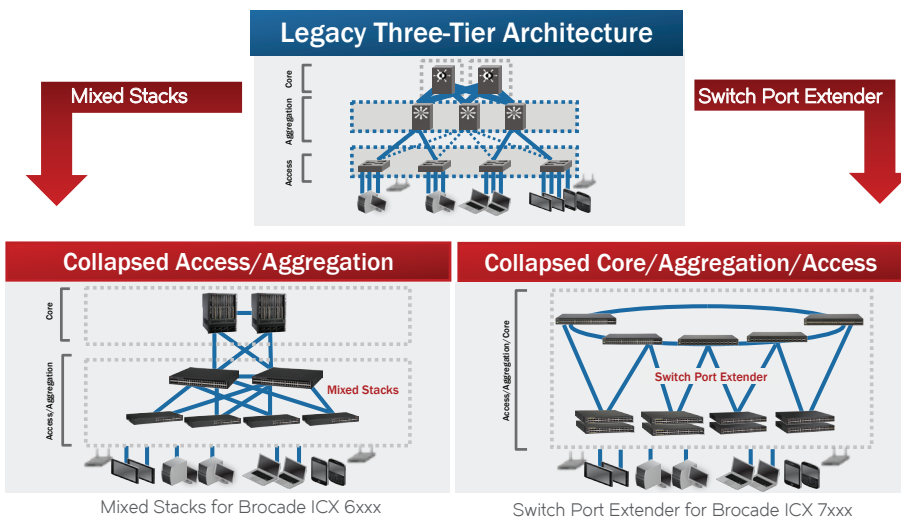 Legacy Three-Tier Architecture
Mixed Stacks
Switch Port Extender
Core
Aggregation
Access
Collapsed Access/Aggregation
Core
Access/Aggregation
Mixed Stacks
Mixed Stacks for Brocade ICX 6xxx
Collapsed Core/Aggregation/Access
Access/Aggregation/Core
Switch Port Extender
Switch Port Extender for Brocade ICX 7xxx